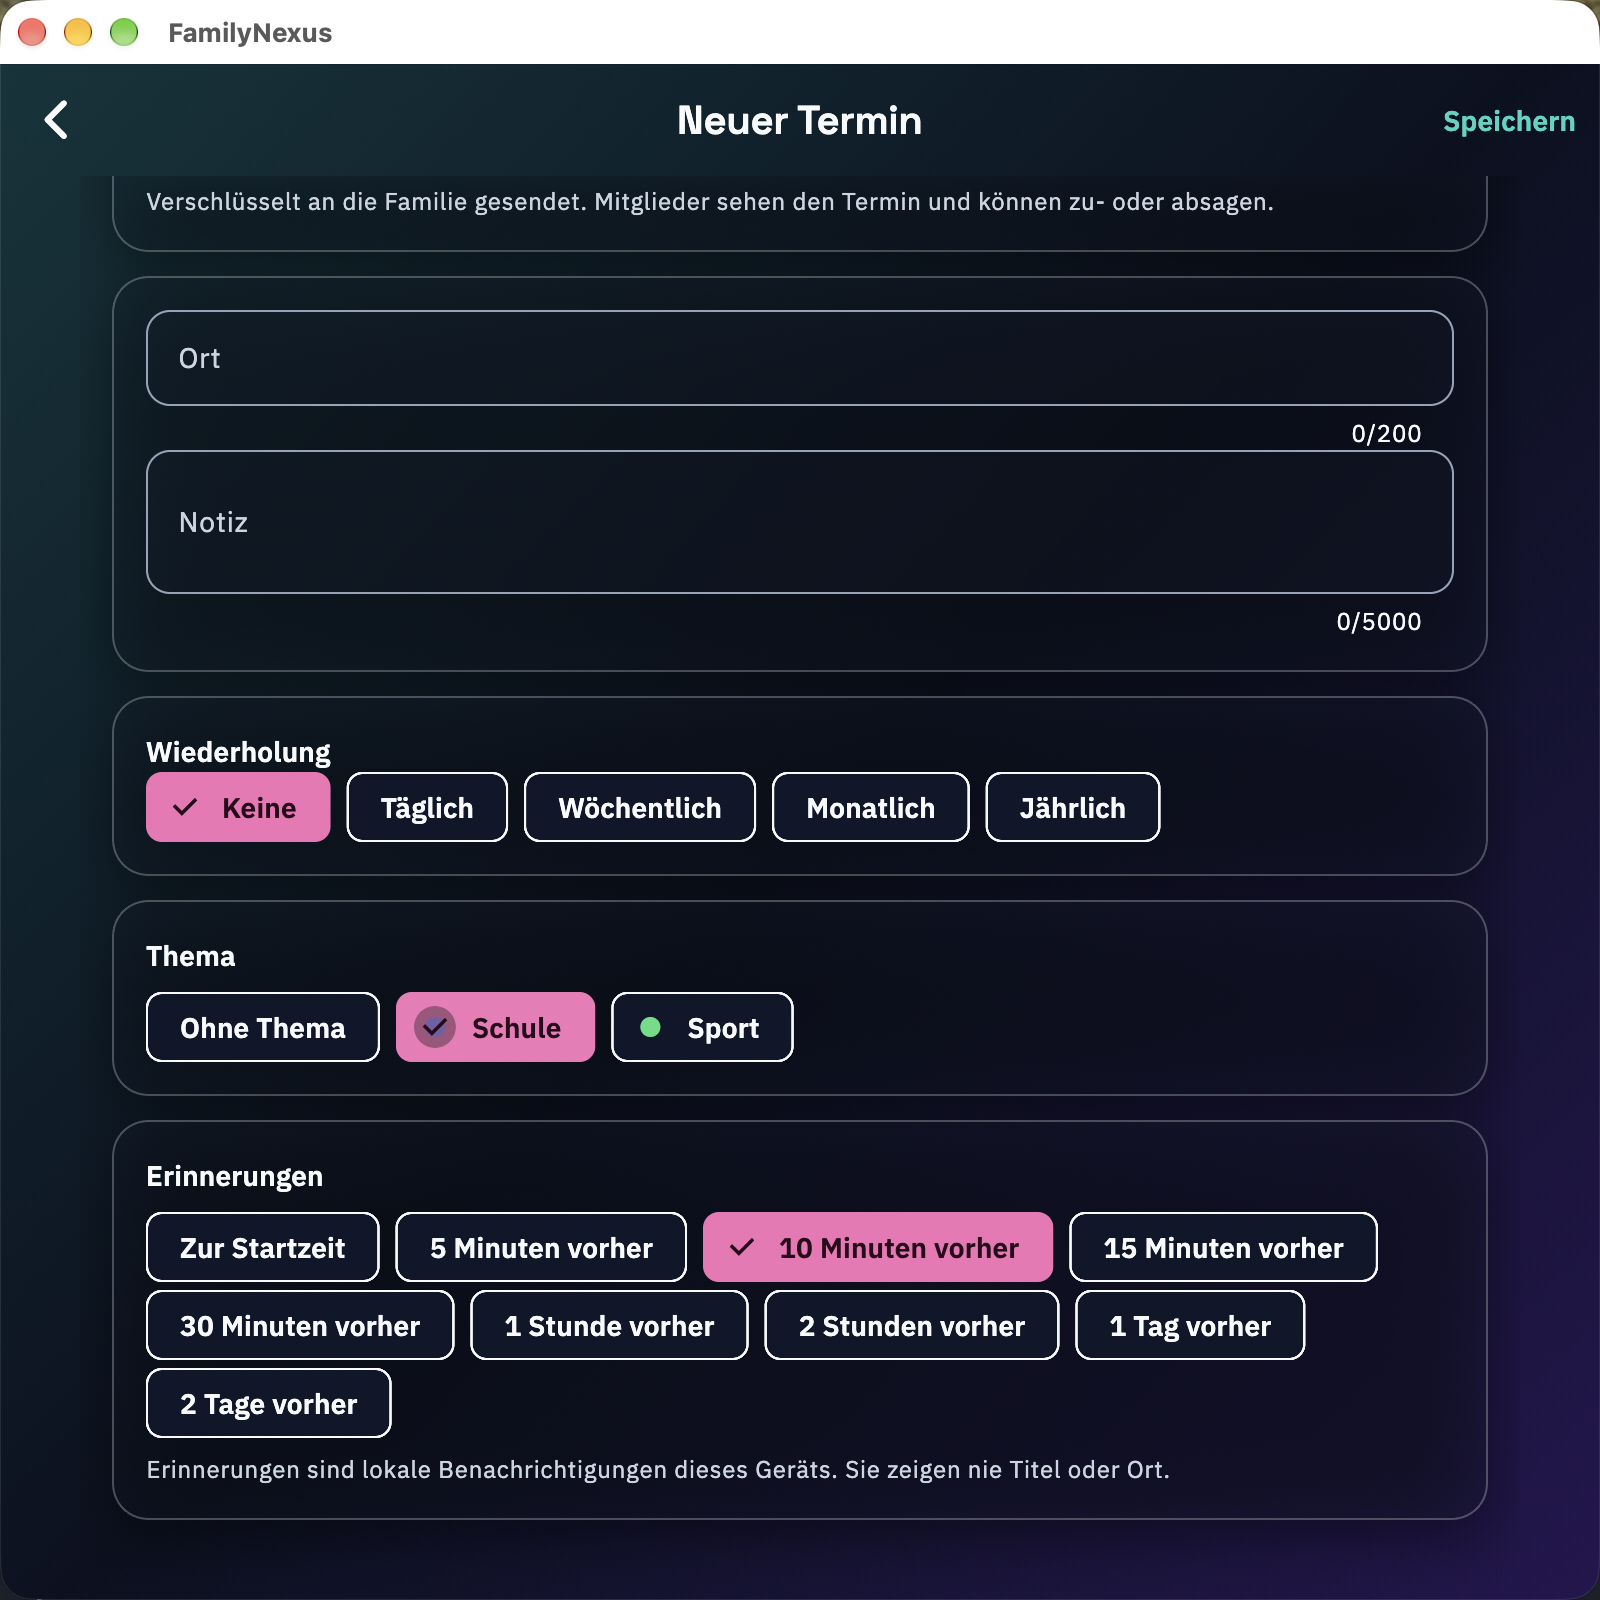 FamilyNexus
Neuer Termin
Speichern
Verschlüsselt an die Familie gesendet. Mitglieder sehen den Termin und können zu- oder absagen.
Ort
0/200
Notiz
0/5000
Wiederholung
Keine Täglich Wöchentlich Monatlich Jährlich
Thema
Ohne Thema Schule Sport
Erinnerungen
Zur Startzeit 5 Minuten vorher 10 Minuten vorher 15 Minuten vorher
30 Minuten vorher 1 Stunde vorher 2 Stunden vorher 1 Tag vorher
2 Tage vorher
Erinnerungen sind lokale Benachrichtigungen dieses Geräts. Sie zeigen nie Titel oder Ort.